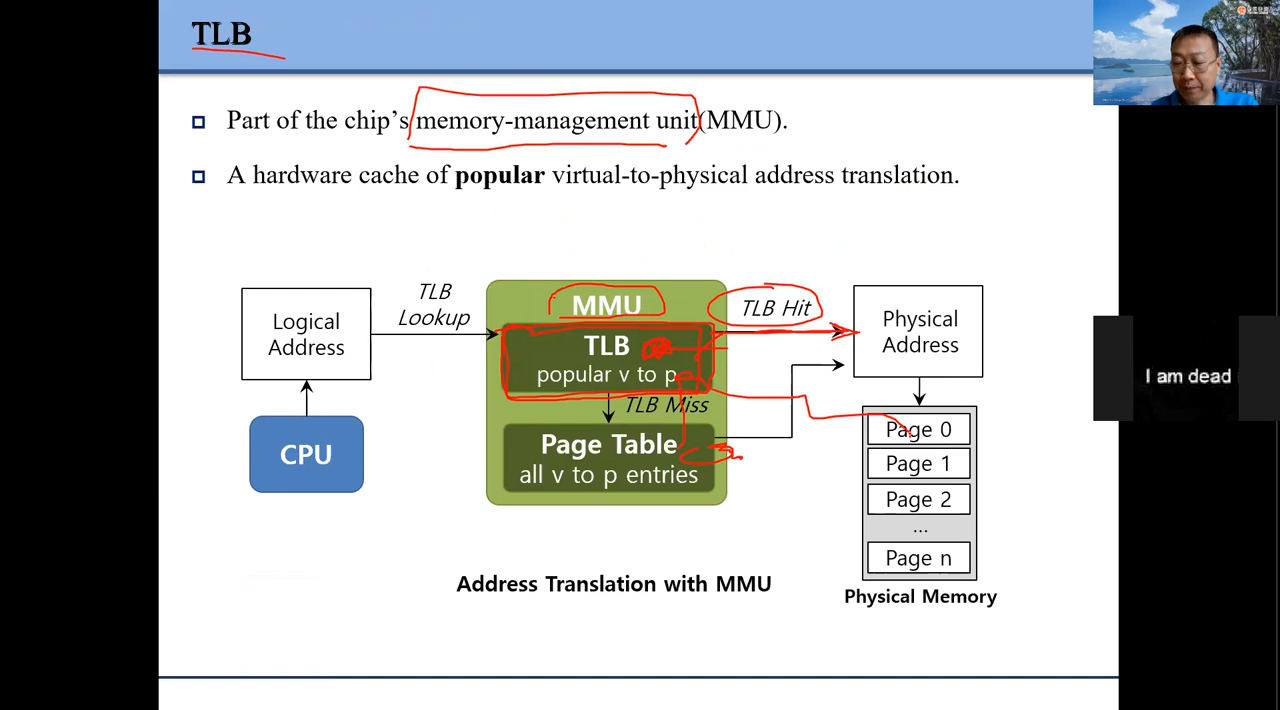 TLB
Part of the chip's memory-management unit(MMU).
A hardware cache of popular virtual-to-physical address translation.
Logical
Address
CPU
TLB
Lookup
MMU
TLB
popular v to p
TLB Miss
Page Table
all v to p entries
TLB Hit
Physical
Address
Page 0
Page 1
Page 2
...
Page n
Physical Memory
Address Translation with MMU
I am dead